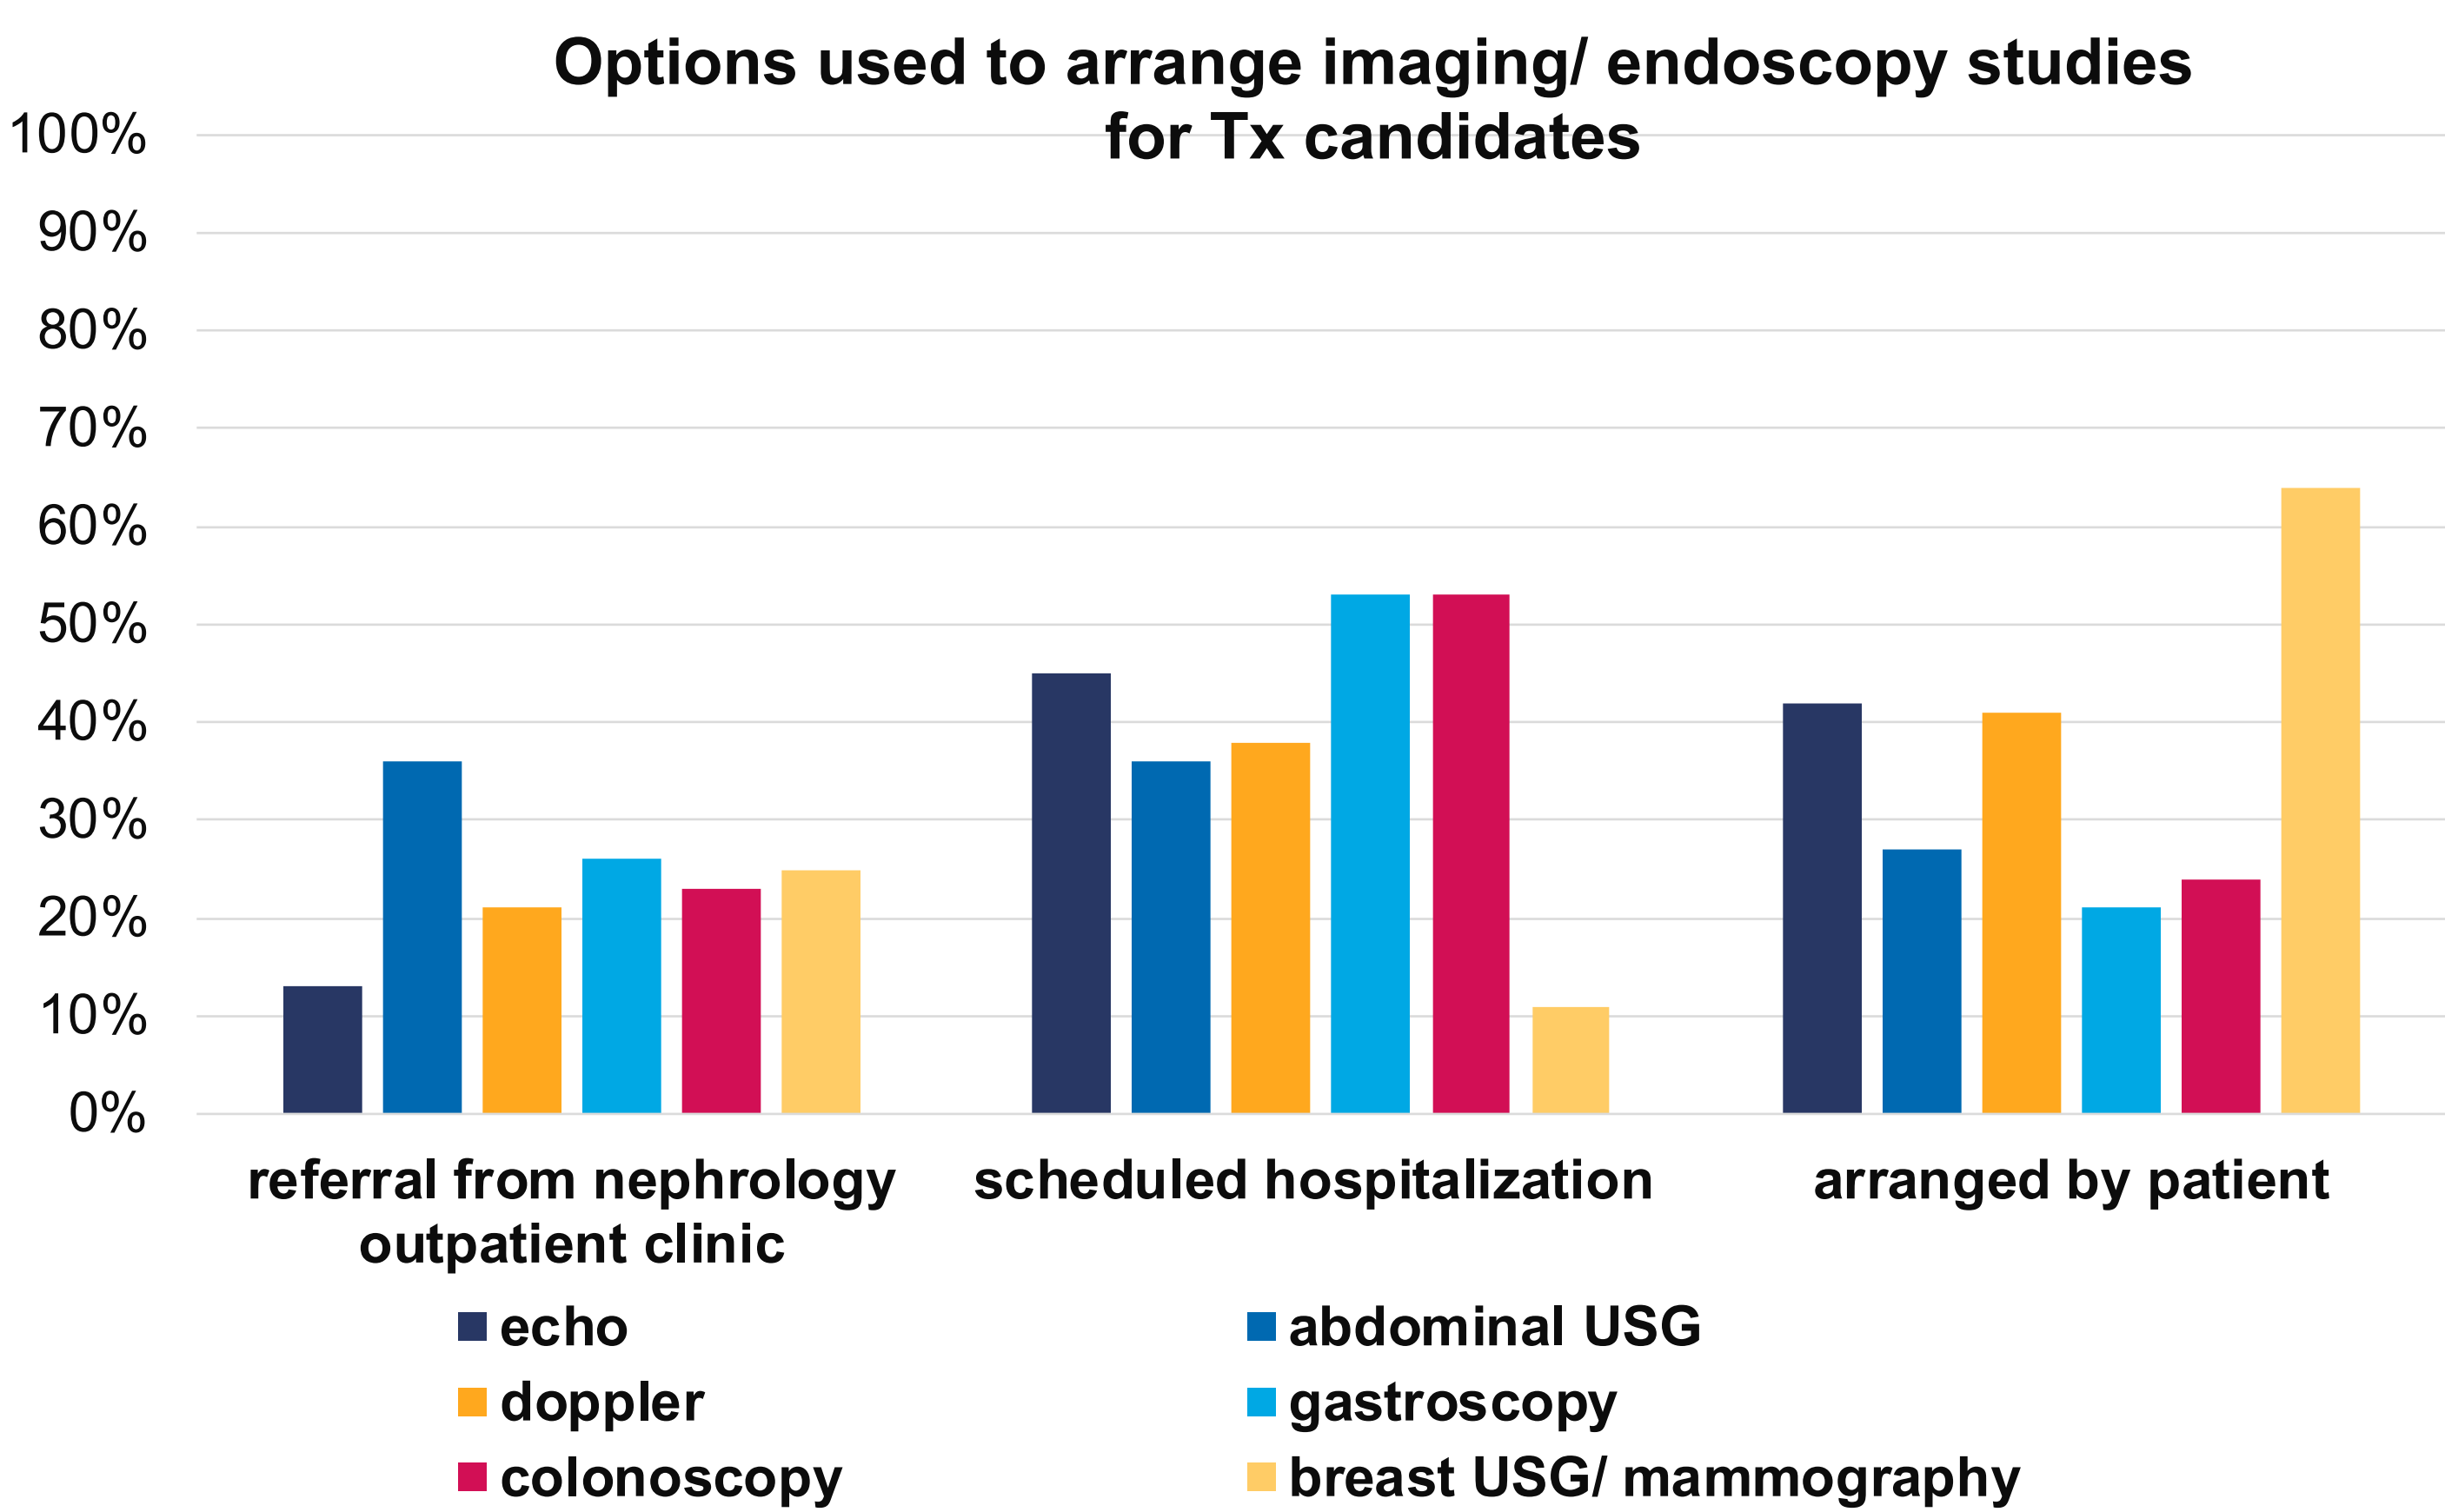 Options used to arrange imaging/ endoscopy studies
for Tx candidates
100%
90%
80%
70%
60%
50%
40%
30%
20%
10%
0%
referral from nephrology
outpatient clinic
scheduled hospitalization
arranged by patient
echo
abdominal USG
doppler
gastroscopy
colonoscopy
breast USG/ mammography